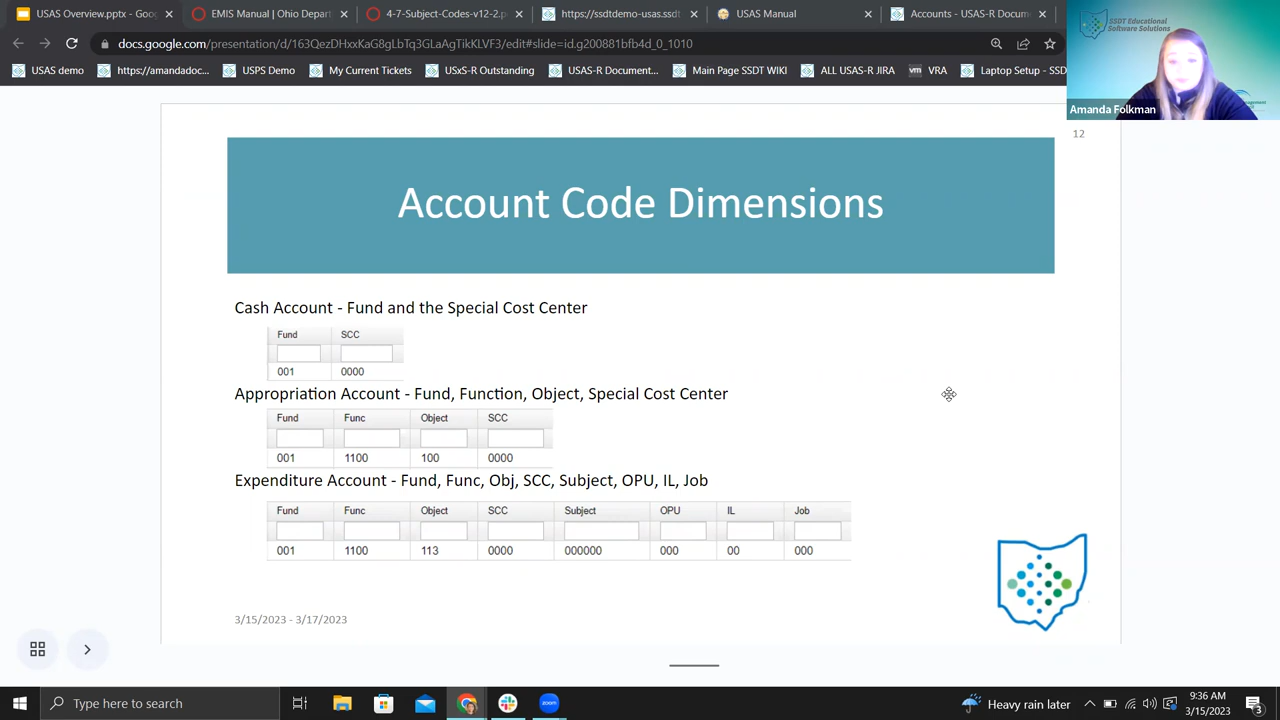 USAS Overview.pptx - Goo
EMIS Manual | Ohio Depart
4-7-Subject-Codes-v12-2.p
https://ssdtdemo-usas.ssdt
USAS Manual
Accounts - USAS-R Docum
docs.google.com/presentation/d/163QezDHxxKaG8gLbTq3GLaAgTikKLVF3/edit#slide=id.g200881bfb4d_0_1010
USAS demo
https://amandadoc...
USPS Demo
My Current Tickets
USxS-R Outstanding
USAS-R Document...
Main Page SSDT WIKI
ALL USAS-R JIRA
VRA
Laptop Setup - SSD
SSDT Educational
Software Solutions
Amanda Folkman
12
Account Code Dimensions
Cash Account - Fund and the Special Cost Center
Fund SCC
001 0000
Appropriation Account - Fund, Function, Object, Special Cost Center
Fund Func Object SCC
001 1100 100 0000
Expenditure Account - Fund, Func, Obj, SCC, Subject, OPU, IL, Job
Fund Func Object SCC Subject OPU IL Job
001 1100 113 0000 000000 000 00 000
3/15/2023 - 3/17/2023
Type here to search
zoom
Heavy rain later
9:36 AM
3/15/2023
3